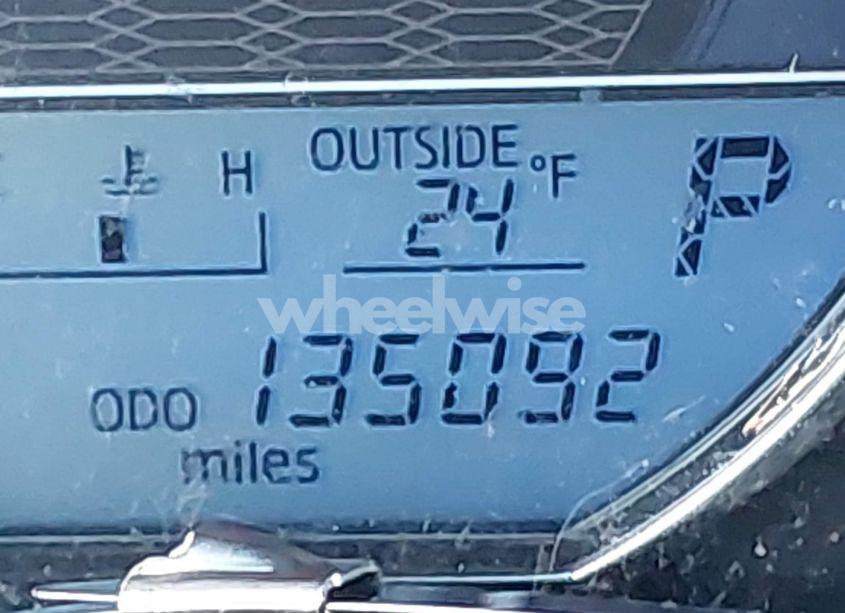 OUTSIDE
H 24 °F P
wheelwise
ODO 135092
miles